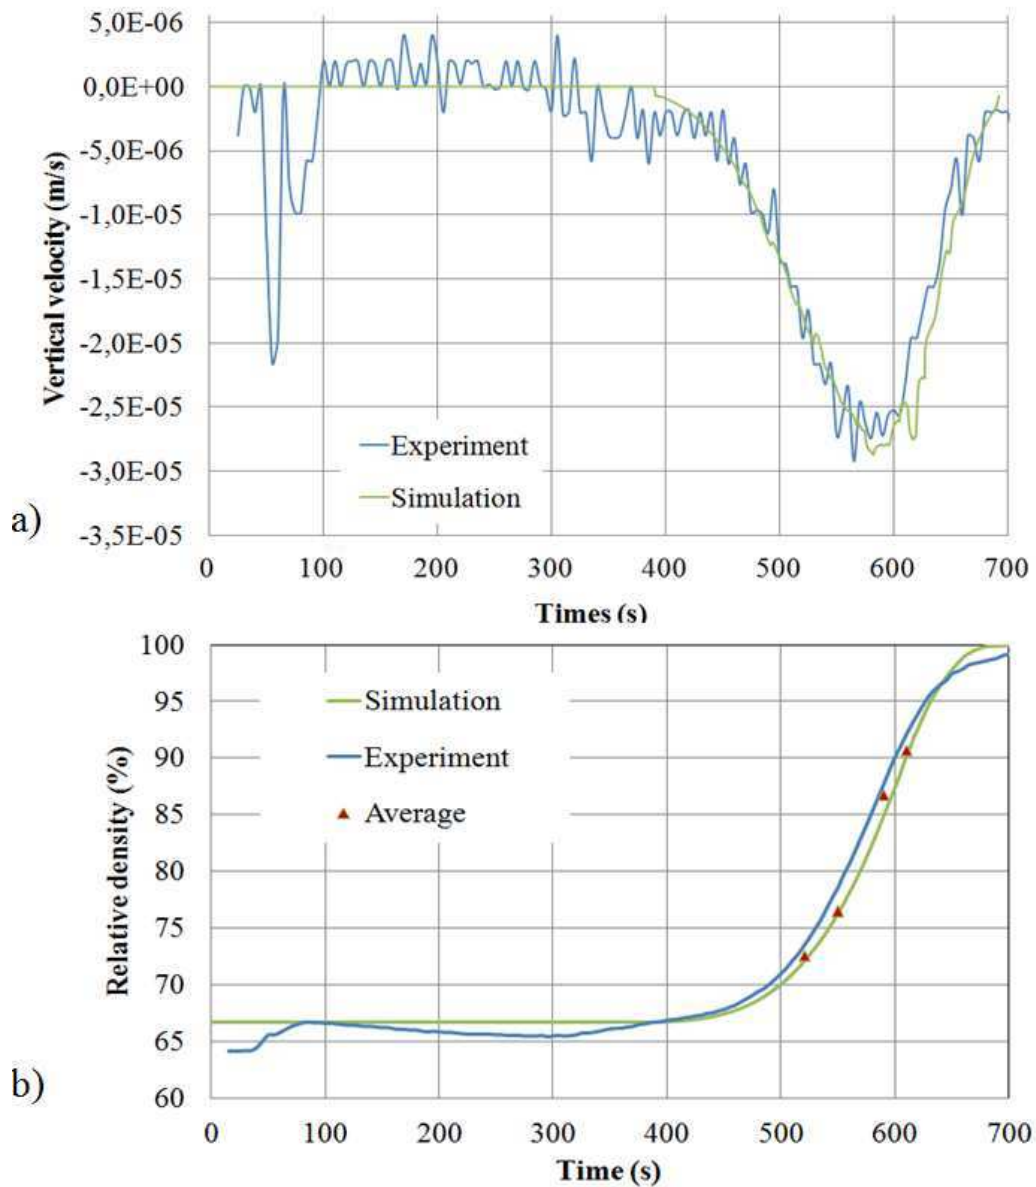 5,0E-06
0,0E+00
-5,0E-06
-1,0E-05
-1,5E-05
-2,0E-05
-2,5E-05
-3,0E-05
-3,5E-05
Vertical velocity (m/s)
Experiment
Simulation
a)
0 100 200 300 400 500 600 700
Times (s)
100
95
90
85
80
75
70
65
60
Relative density (%)
Simulation
Experiment
Average
b)
0 100 200 300 400 500 600 700
Time (s)